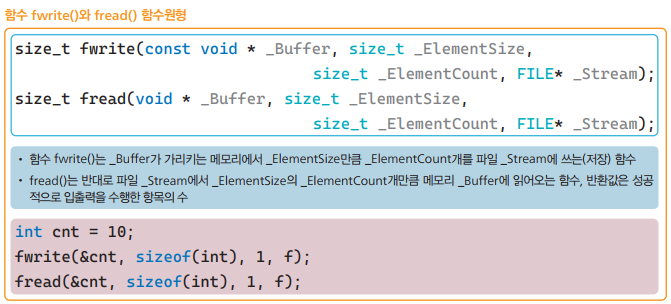 함수 fwrite()와 fread() 함수원형
size_t fwrite(const void * _Buffer, size_t _ElementSize,
size_t _ElementCount, FILE* _Stream);
size_t fread(void * _Buffer, size_t _ElementSize,
size_t _ElementCount, FILE* _Stream);
• 함수 fwrite()는 _Buffer가 가리키는 메모리에서 _ElementSize만큼 _ElementCount개를 파일 _Stream에 쓰는(저장) 함수
• fread()는 반대로 파일 _Stream에서 _ElementSize의 _ElementCount개만큼 메모리 _Buffer에 읽어오는 함수, 반환값은 성공
적으로 입출력을 수행한 항목의 수
int cnt = 10;
fwrite(&cnt, sizeof(int), 1, f);
fread(&cnt, sizeof(int), 1, f);